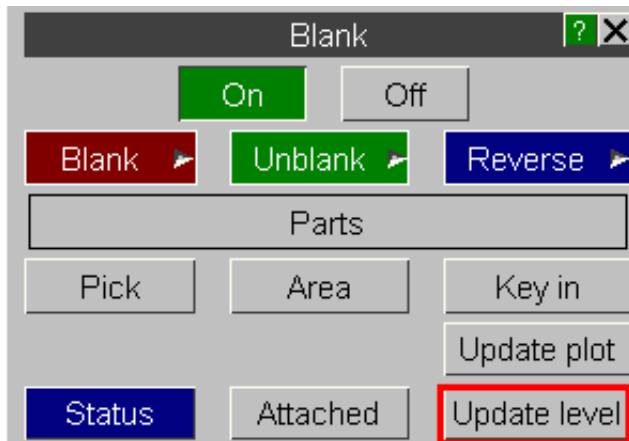 Blank ? X
On Off
Blank Unblank Reverse
Parts
Pick Area Key in
Update plot
Status Attached Update level